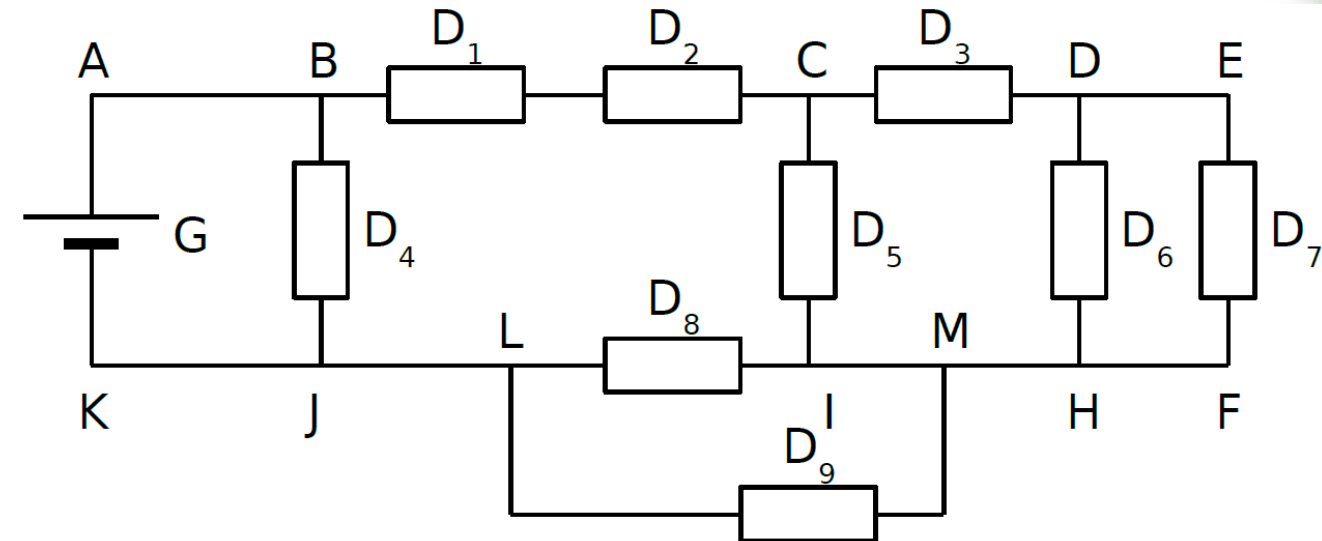 D₁ D₂ D₃
A B C D E
G D₄ D₅ D₆ D₇
D₈
L M
K J I H F
D₉